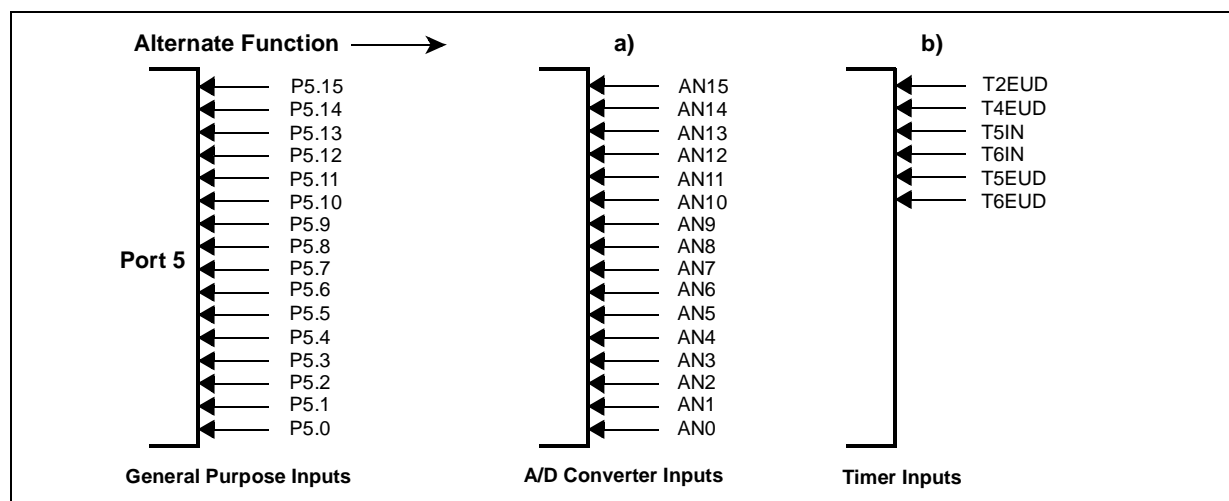 Alternate Function a) b)
P5.15 AN15 T2EUD
P5.14 AN14 T4EUD
P5.13 AN13 T5IN
P5.12 AN12 T6IN
P5.11 AN11 T5EUD
P5.10 AN10 T6EUD
P5.9 AN9
P5.8 AN8
Port 5 P5.7 AN7
P5.6 AN6
P5.5 AN5
P5.4 AN4
P5.3 AN3
P5.2 AN2
P5.1 AN1
P5.0 AN0
General Purpose Inputs A/D Converter Inputs Timer Inputs